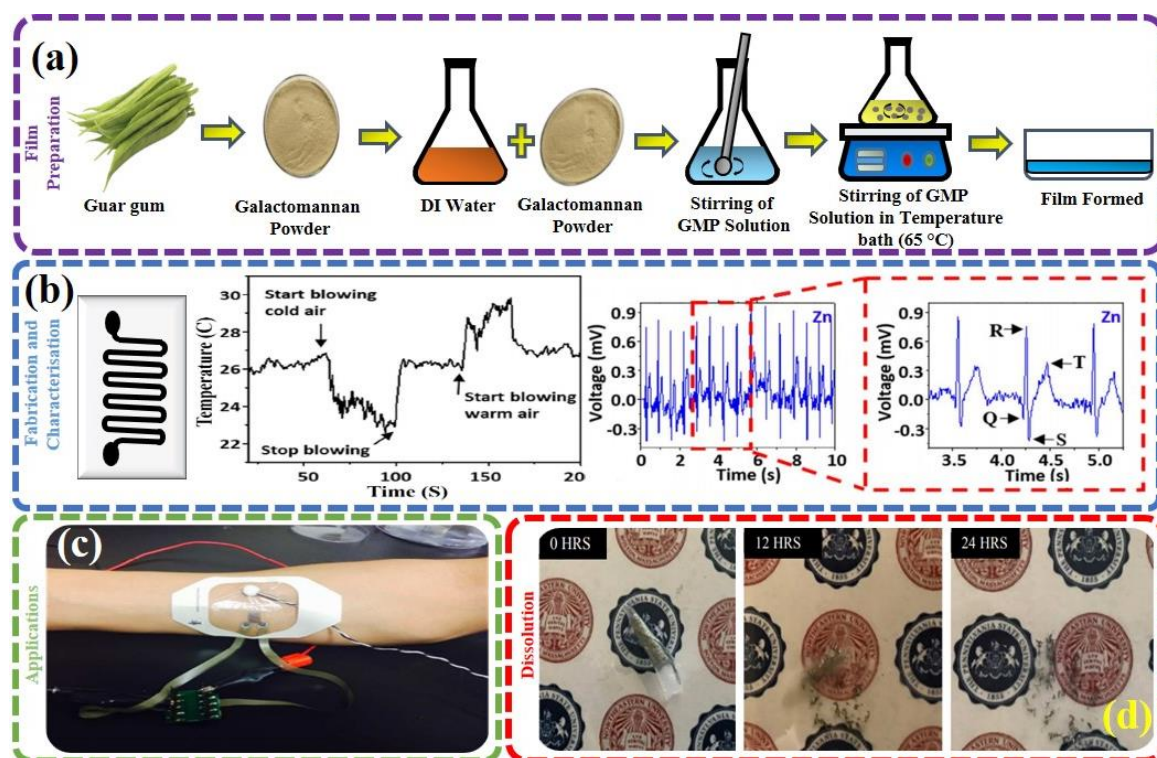 (a)
Film
Preparation
Guar gum
Galactomannan
Powder
DI Water
Galactomannan
Powder
Stirring of
GMP Solution
Stirring of GMP
Solution in Temperature
bath (65 °C)
Film Formed
(b)
Fabrication and
Characterisation
Temperature (C)
30
28
26
24
22
Start blowing
cold air
Stop blowing
Start blowing
warm air
50
100
150
20
Time (S)
Voltage (mV)
0.9
0.6
0.3
0.0
-0.3
Zn
0
2
4
6
8
10
Time (s)
Voltage (mV)
0.9
0.6
0.3
0.0
-0.3
Zn
R
T
Q
S
3.5
4.0
4.5
5.0
Time (s)
(c)
Applications
Dissolution
0 HRS
12 HRS
24 HRS
(d)